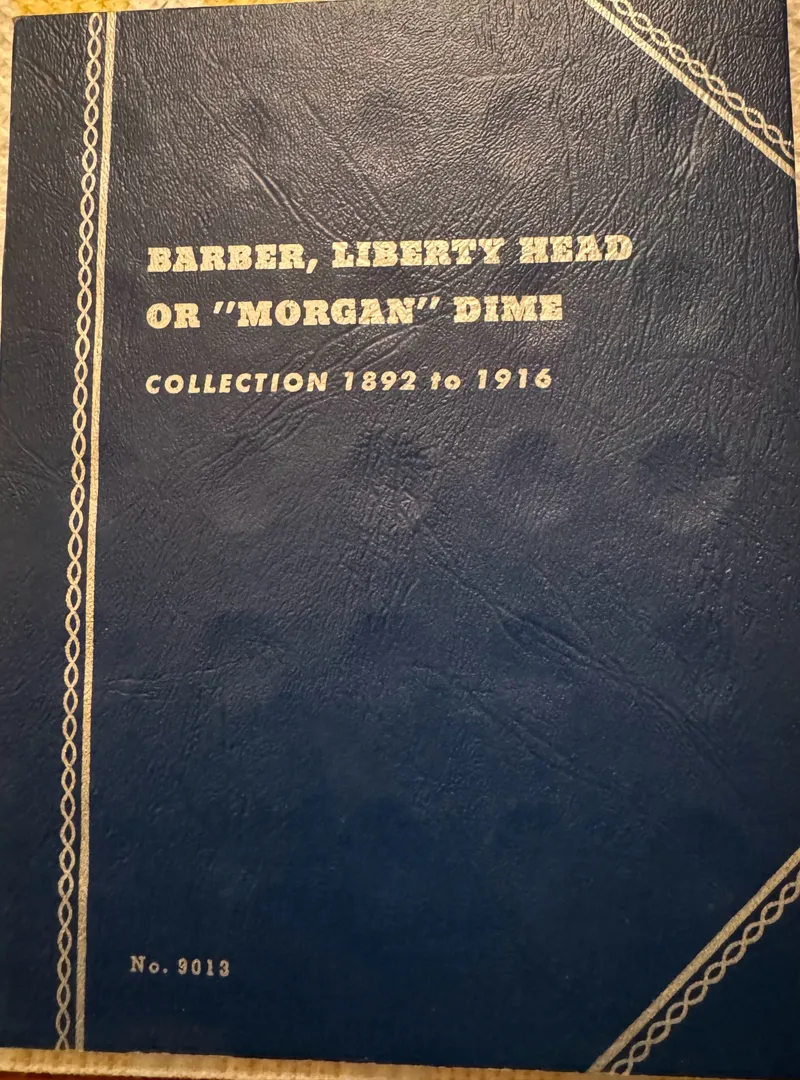 BARBER, LIBERTY HEAD
OR "MORGAN" DIME
COLLECTION 1892 to 1916
No. 9013